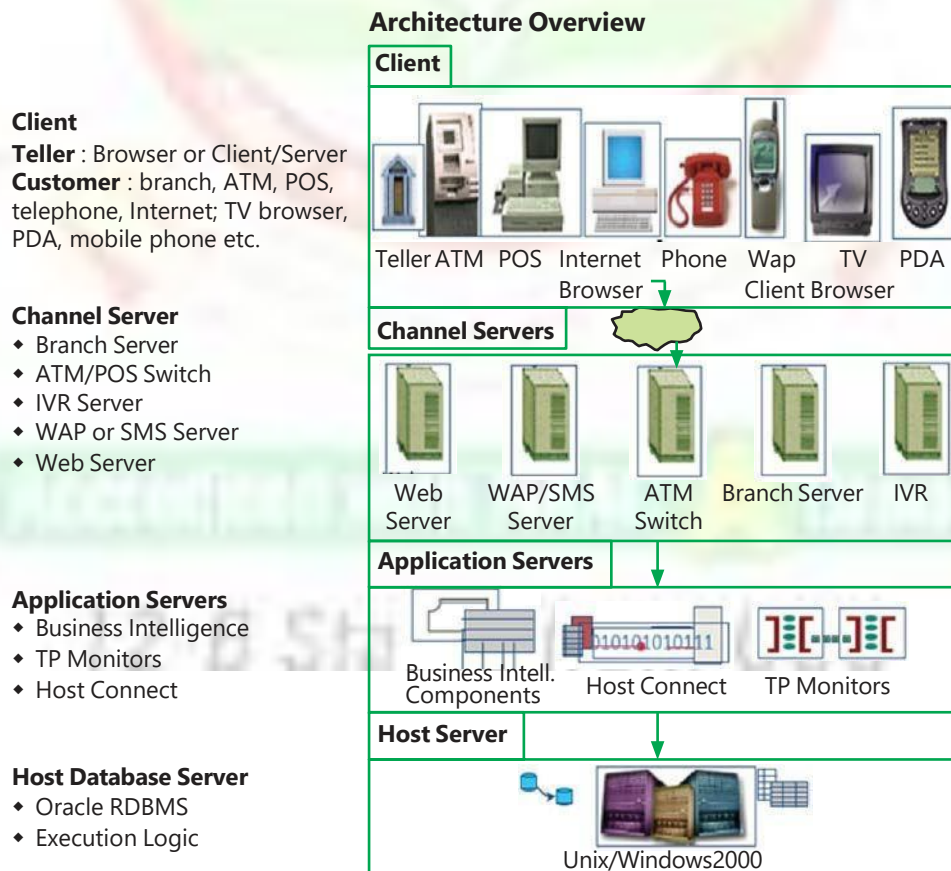 Architecture Overview
Client
Client
Teller : Browser or Client/Server
Customer : branch, ATM, POS,
telephone, Internet; TV browser,
PDA, mobile phone etc.
Teller ATM POS Internet Phone Wap TV PDA
Browser Client Browser
Channel Server
◆ Branch Server
◆ ATM/POS Switch
◆ IVR Server
◆ WAP or SMS Server
◆ Web Server
Channel Servers
Web WAP/SMS ATM Branch Server IVR
Server Server Switch
Application Servers
Application Servers
◆ Business Intelligence
◆ TP Monitors
◆ Host Connect
010101010111
Business Intell. Host Connect TP Monitors
Components
Host Server
Host Database Server
◆ Oracle RDBMS
◆ Execution Logic
Unix/Windows2000